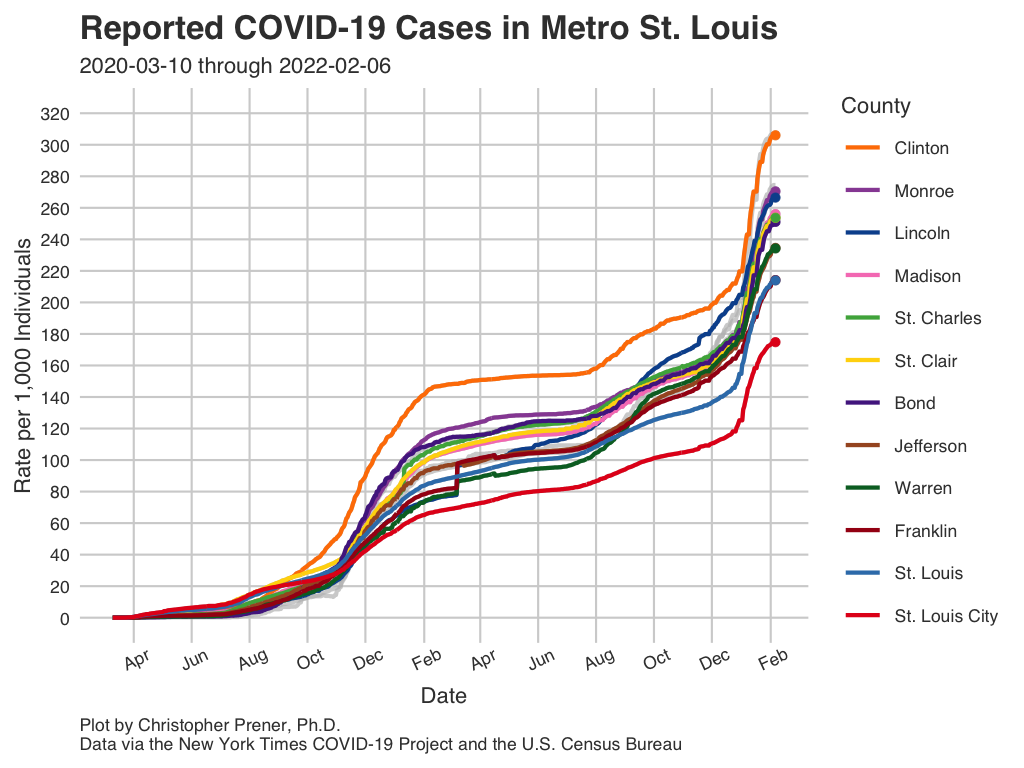 Reported COVID-19 Cases in Metro St. Louis
2020-03-10 through 2022-02-06
Rate per 1,000 Individuals
320
300
280
260
240
220
200
180
160
140
120
100
80
60
40
20
0
Apr Jun Aug Oct Dec Feb Apr Jun Aug Oct Dec Feb
Date
County
Clinton
Monroe
Lincoln
Madison
St. Charles
St. Clair
Bond
Jefferson
Warren
Franklin
St. Louis
St. Louis City
Plot by Christopher Prener, Ph.D.
Data via the New York Times COVID-19 Project and the U.S. Census Bureau